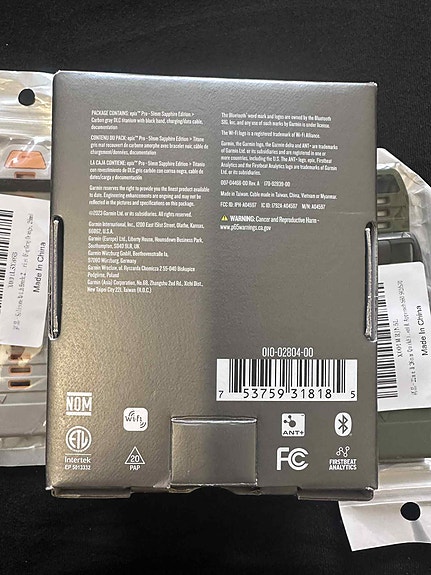 PACKAGE CONTAINS: epix™ Pro - 51mm Sapphire Edition >
Carbon gray DLC titanium with black band, charging/data cable,
documentation
CONTENU DU PACK: epix™ Pro - 51mm Sapphire Edition > Titane
gris mat recouvert de carbone amorphe avec bracelet noir, câble de
chargement/données, documentation
LA CAJA CONTIENE: epix™ Pro - 51mm Sapphire Edition > Titanio
con revestimiento de DLC gris carbón con correa negra, cable de
datos/carga y documentación
Garmin reserves the right to provide you the finest product available
to date. Engineering enhancements are ongoing and may not be
reflected in the pictures and specifications on this package.
©2023 Garmin Ltd. or its subsidiaries. All rights reserved.
Garmin International, Inc., 1200 East 151st Street, Olathe, Kansas,
66062, U.S.A.
Garmin (Europe) Ltd., Liberty House, Hounsdown Business Park,
Southampton, SO40 9LR, UK
Garmin Würzburg GmbH, Beethovenstraße 1a,
97080 Würzburg, Germany
Garmin Wroclaw ul. Ryszarda Chomicza 2 55-040 Biskupice
Podgórne, Poland
Garmin (Asia) Corporation, No.68, Zhangshu 2nd Rd., Xizhi Dist.,
New Taipei City 221, Taiwan (R.O.C.)
The Bluetooth® word mark and logos are owned by the Bluetooth
SIG, Inc. and any use of such marks by Garmin is under license.
The Wi-Fi logo is a registered trademark of Wi-Fi Alliance.
Garmin, the Garmin logo, the Garmin delta and ANT+ are trademarks
of Garmin Ltd. or its subsidiaries and are registered in one or
more countries, including the U.S. The ANT+ logo, epix, Firstbeat
Analytics and the Firstbeat Analytics logo are trademarks of
Garmin Ltd. or its subsidiaries.
Made in Taiwan. Cable made in Taiwan, China, Vietnam or Myanmar.
⚠ WARNING: Cancer and Reproductive Harm -
www.p65warnings.ca.gov
010-02804-00
7 53759 31818 5
NOM
WiFi
ANT+
ETL
Intertek
20
PAP
FC
FIRSTBEAT
ANALYTICS
Made In China
Made In China